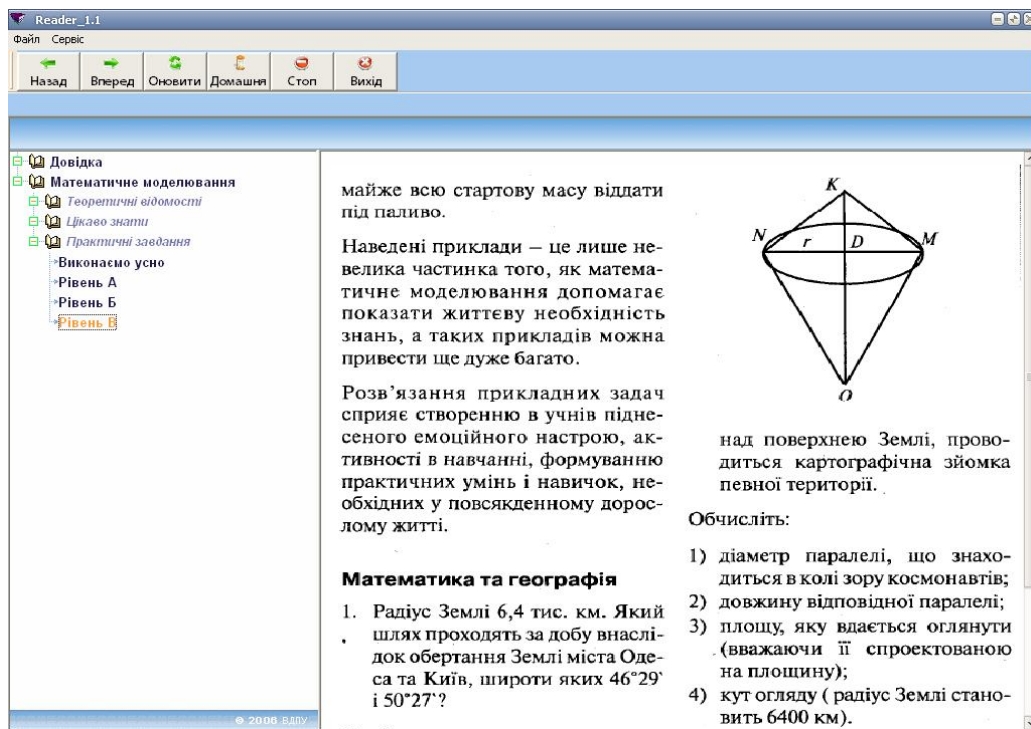 Reader_1.1
Файл Сервіс
Назад Вперед Оновити Домашня Стоп Вихід
Довідка
Математичне моделювання
Теоретичні відомості
Цікаво знати
Практичні завдання
Виконаємо усно
Рівень А
Рівень Б
Рівень В
© 2006 ВДПУ
майже всю стартову масу віддати
під паливо.
Наведені приклади – це лише не-
велика частинка того, як матема-
тичне моделювання допомагає
показати життєву необхідність
знань, а таких прикладів можна
привести ще дуже багато.
Розв'язання прикладних задач
сприяє створенню в учнів підне-
сеного емоційного настрою, ак-
тивності в навчанні, формуванню
практичних умінь і навичок, не-
обхідних у повсякденному дорос-
лому житті.
Математика та географія
1. Радіус Землі 6,4 тис. км. Який
шлях проходять за добу внаслі-
док обертання Землі міста Оде-
са та Київ, широти яких 46°29`
і 50°27`?
K
N r D M
O
над поверхнею Землі, прово-
диться картографічна зйомка
певної території.
Обчисліть:
1) діаметр паралелі, що знахо-
диться в колі зору космонавтів;
2) довжину відповідної паралелі;
3) площу, яку вдається оглянути
(вважаючи її спроектованою
на площину);
4) кут огляду ( радіус Землі стано-
вить 6400 км).